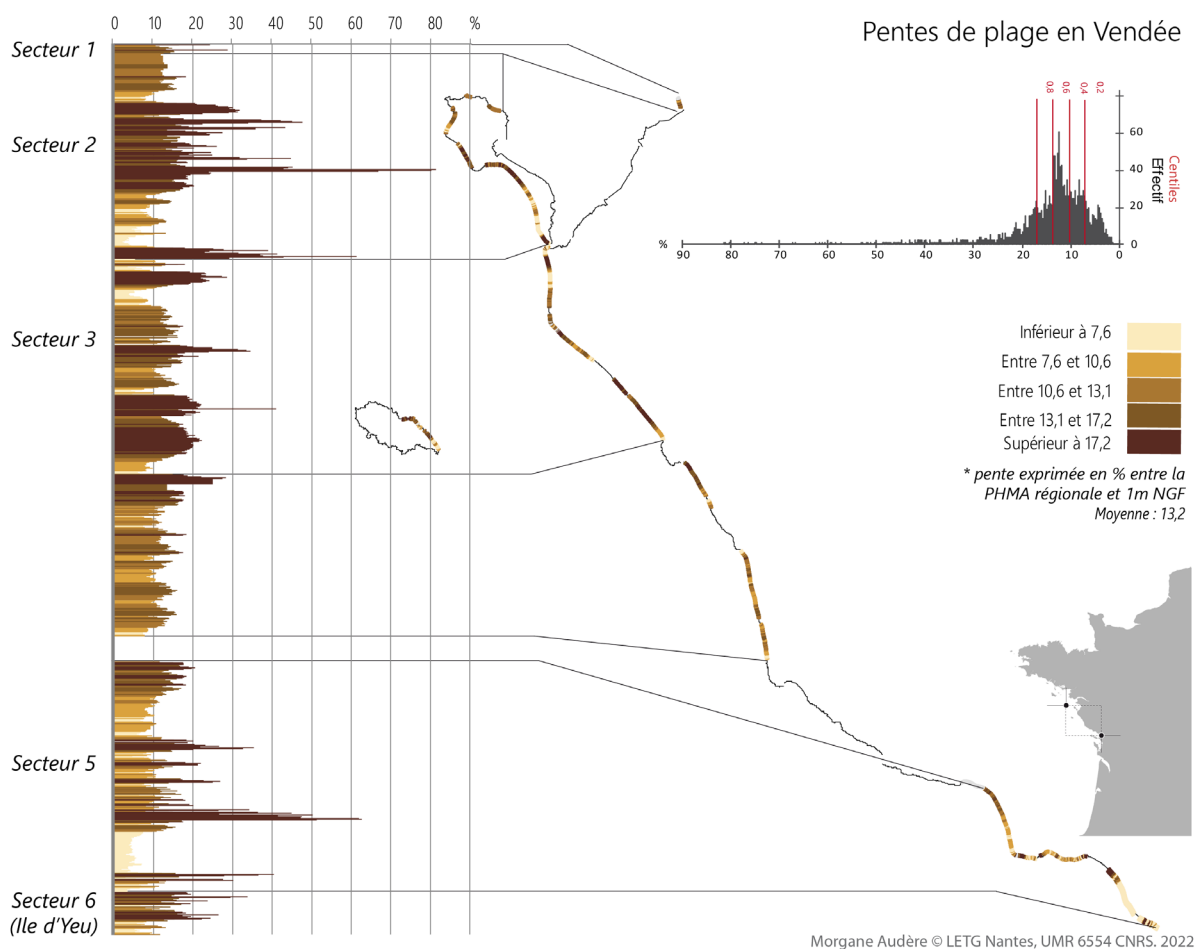 Pentes de plage en Vendée
0 10 20 30 40 50 60 70 80 %
Secteur 1
Secteur 2
Secteur 3
Secteur 5
Secteur 6
(Ile d'Yeu)
0.8 0.6 0.4 0.2
60
40
20
0
Effectif
Centiles
% 90 80 70 60 50 40 30 20 10 0
Inférieur à 7,6
Entre 7,6 et 10,6
Entre 10,6 et 13,1
Entre 13,1 et 17,2
Supérieur à 17,2
* pente exprimée en % entre la
PHMA régionale et 1m NGF
Moyenne : 13,2
Morgane Audère © LETG Nantes, UMR 6554 CNRS, 2022